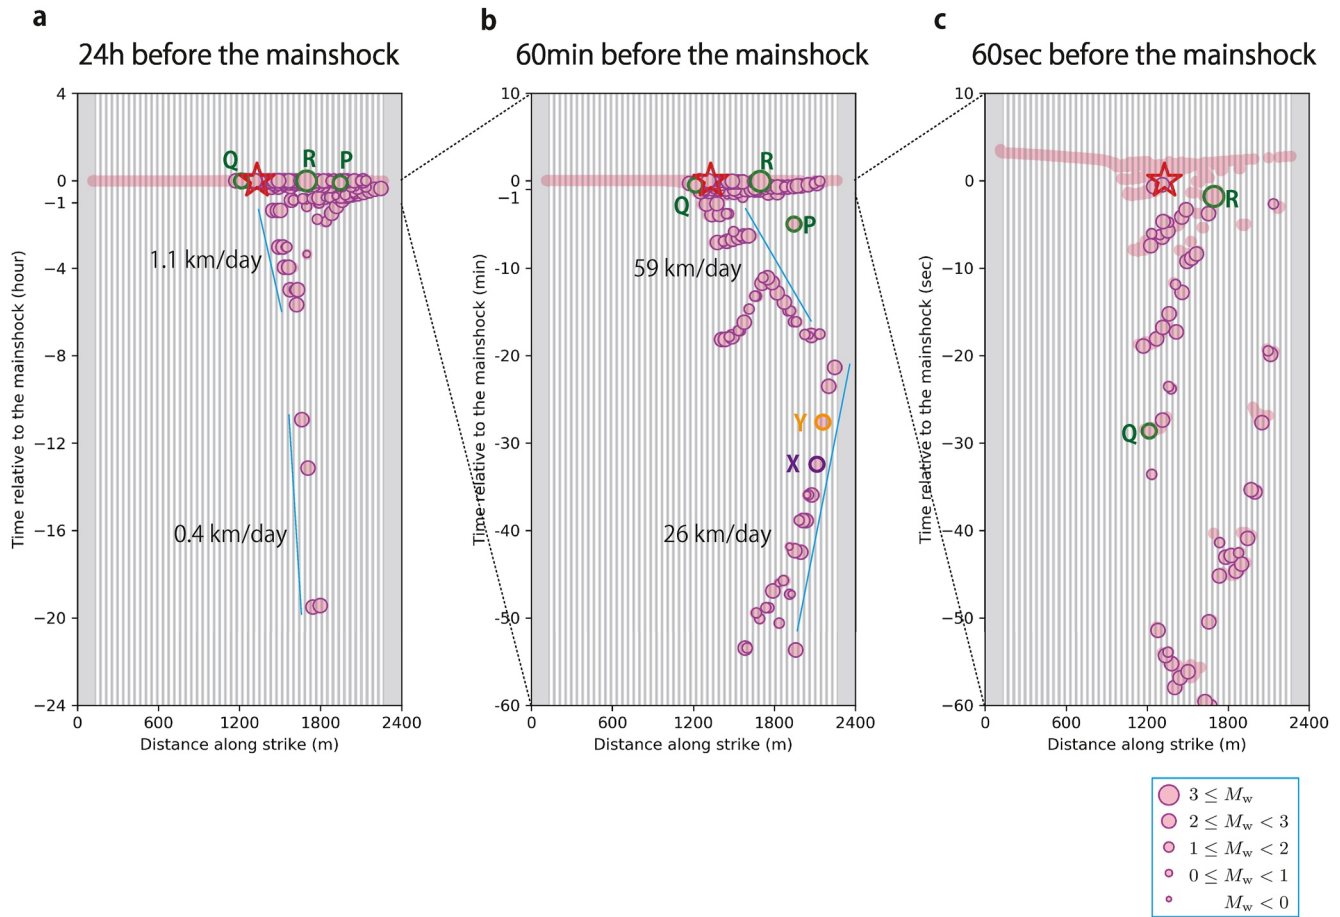 a
24h before the mainshock
4
0
−1
−4
−8
−12
−16
−20
−24
Time relative to the mainshock (hour)
Q
R
P
1.1 km/day
0.4 km/day
0
600
1200
1800
2400
Distance along strike (m)
b
60min before the mainshock
10
0
−1
−10
−20
−30
−40
−50
-60
Time relative to the mainshock (min)
R
Q
P
59 km/day
Y
X
26 km/day
0
600
1200
1800
2400
Distance along strike (m)
c
60sec before the mainshock
10
0
−10
−20
−30
−40
−50
−60
Time relative to the mainshock (sec)
R
Q
0
600
1200
1800
2400
Distance along strike (m)
3 ≤ Mw
2 ≤ Mw < 3
1 ≤ Mw < 2
0 ≤ Mw < 1
Mw < 0